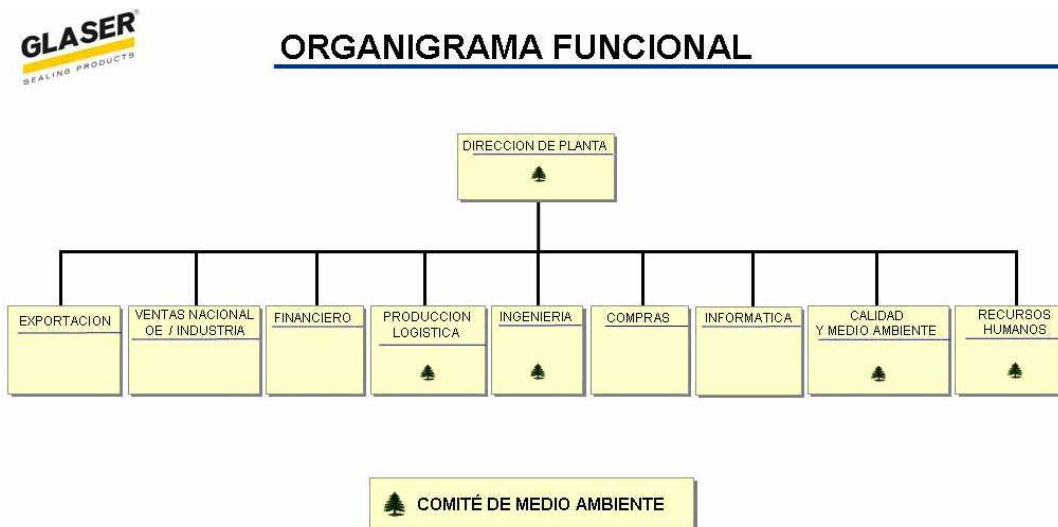 GLASER®
SEALING PRODUCTS
ORGANIGRAMA FUNCIONAL
DIRECCION DE PLANTA
EXPORTACION
VENTAS NACIONAL
OE / INDUSTRIA
FINANCIERO
PRODUCCION
LOGISTICA
INGENIERIA
COMPRAS
INFORMATICA
CALIDAD
Y MEDIO AMBIENTE
RECURSOS
HUMANOS
COMITÉ DE MEDIO AMBIENTE